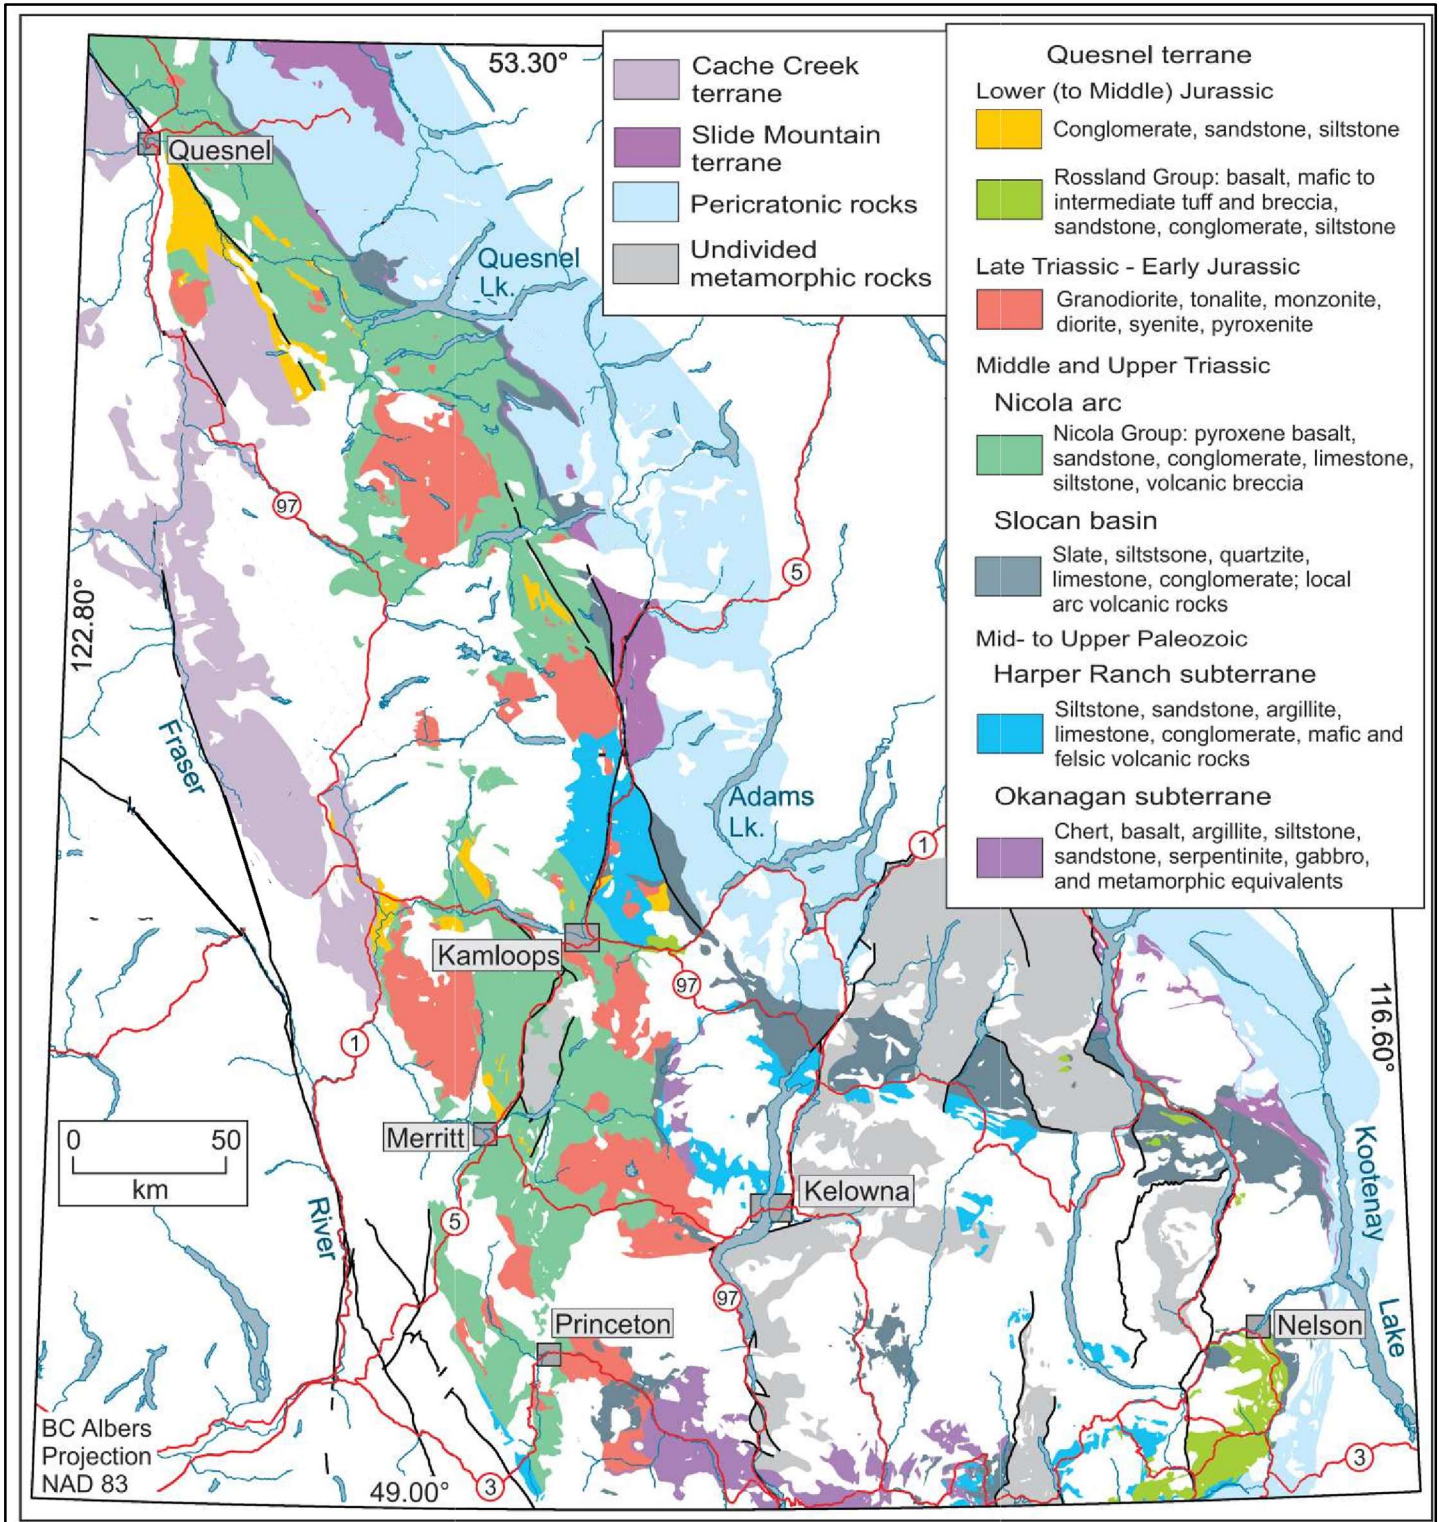 53.30°
Cache Creek
terrane
Slide Mountain
terrane
Pericratonic rocks
Undivided
metamorphic rocks
Quesnel terrane
Lower (to Middle) Jurassic
Conglomerate, sandstone, siltstone
Rossland Group: basalt, mafic to
intermediate tuff and breccia,
sandstone, conglomerate, siltstone
Late Triassic - Early Jurassic
Granodiorite, tonalite, monzonite,
diorite, syenite, pyroxenite
Middle and Upper Triassic
Nicola arc
Nicola Group: pyroxene basalt,
sandstone, conglomerate, limestone,
siltstone, volcanic breccia
Slocan basin
Slate, siltstsone, quartzite,
limestone, conglomerate; local
arc volcanic rocks
Mid- to Upper Paleozoic
Harper Ranch subterrane
Siltstone, sandstone, argillite,
limestone, conglomerate, mafic and
felsic volcanic rocks
Okanagan subterrane
Chert, basalt, argillite, siltstone,
sandstone, serpentinite, gabbro,
and metamorphic equivalents
Quesnel
Quesnel
Lk.
97
5
122.80°
Fraser
Adams
Lk.
1
Kamloops
97
116.60°
1
0 50
km
Merritt
Kelowna
Kootenay
River
5
97
Princeton
Nelson
Lake
BC Albers
Projection
NAD 83
49.00°
3
3